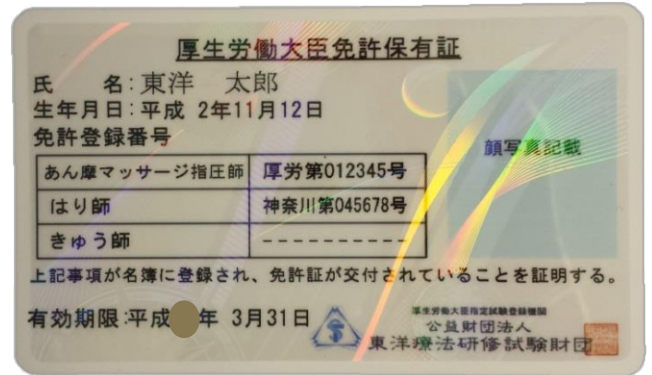 厚生労働大臣免許保有証
氏 名:東洋 太郎
生年月日:平成 2年11月12日
免許登録番号
あん摩マッサージ指圧師 厚労第012345号
はり師 神奈川第045678号
きゅう師 ----------
顔写真記載
上記事項が名簿に登録され、免許証が交付されていることを証明する。
有効期限:平成 年 3月31日
厚生労働大臣指定試験登録機関
公益財団法人
東洋療法研修試験財団